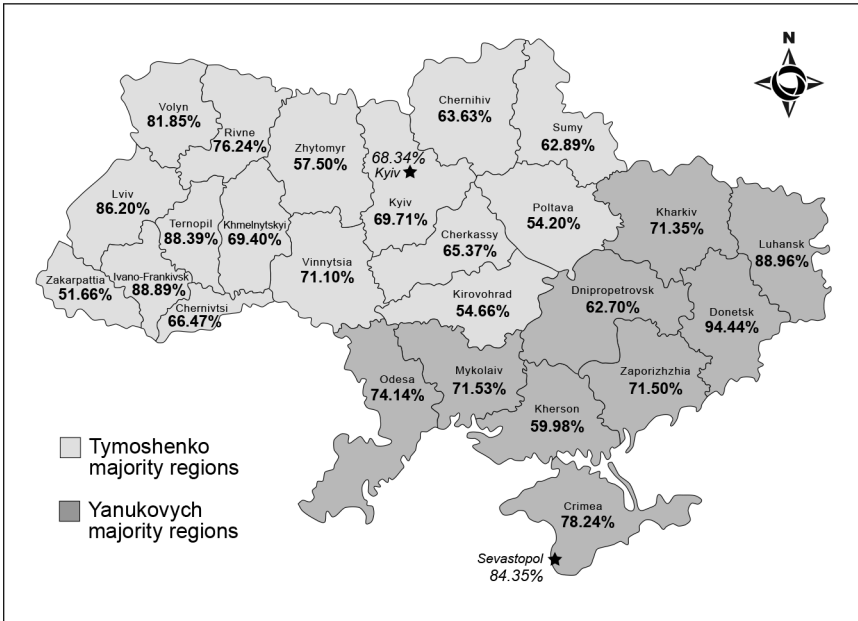 N
Volyn
81.85%
Rivne
76.24%
Zhytomyr
57.50%
68.34%
Kyiv
Chernihiv
63.63%
Sumy
62.89%
Lviv
86.20%
Ternopil
88.39%
Khmelnytskyi
69.40%
Kyiv
69.71%
Cherkassy
65.37%
Poltava
54.20%
Kharkiv
71.35%
Luhansk
88.96%
Zakarpattia
51.66%
Ivano-Frankivsk
88.89%
Chernivtsi
66.47%
Vinnytsia
71.10%
Kirovohrad
54.66%
Dnipropetrovsk
62.70%
Donetsk
94.44%
Odesa
74.14%
Mykolaiv
71.53%
Kherson
59.98%
Zaporizhzhia
71.50%
Tymoshenko
majority regions
Yanukovych
majority regions
Crimea
78.24%
Sevastopol
84.35%